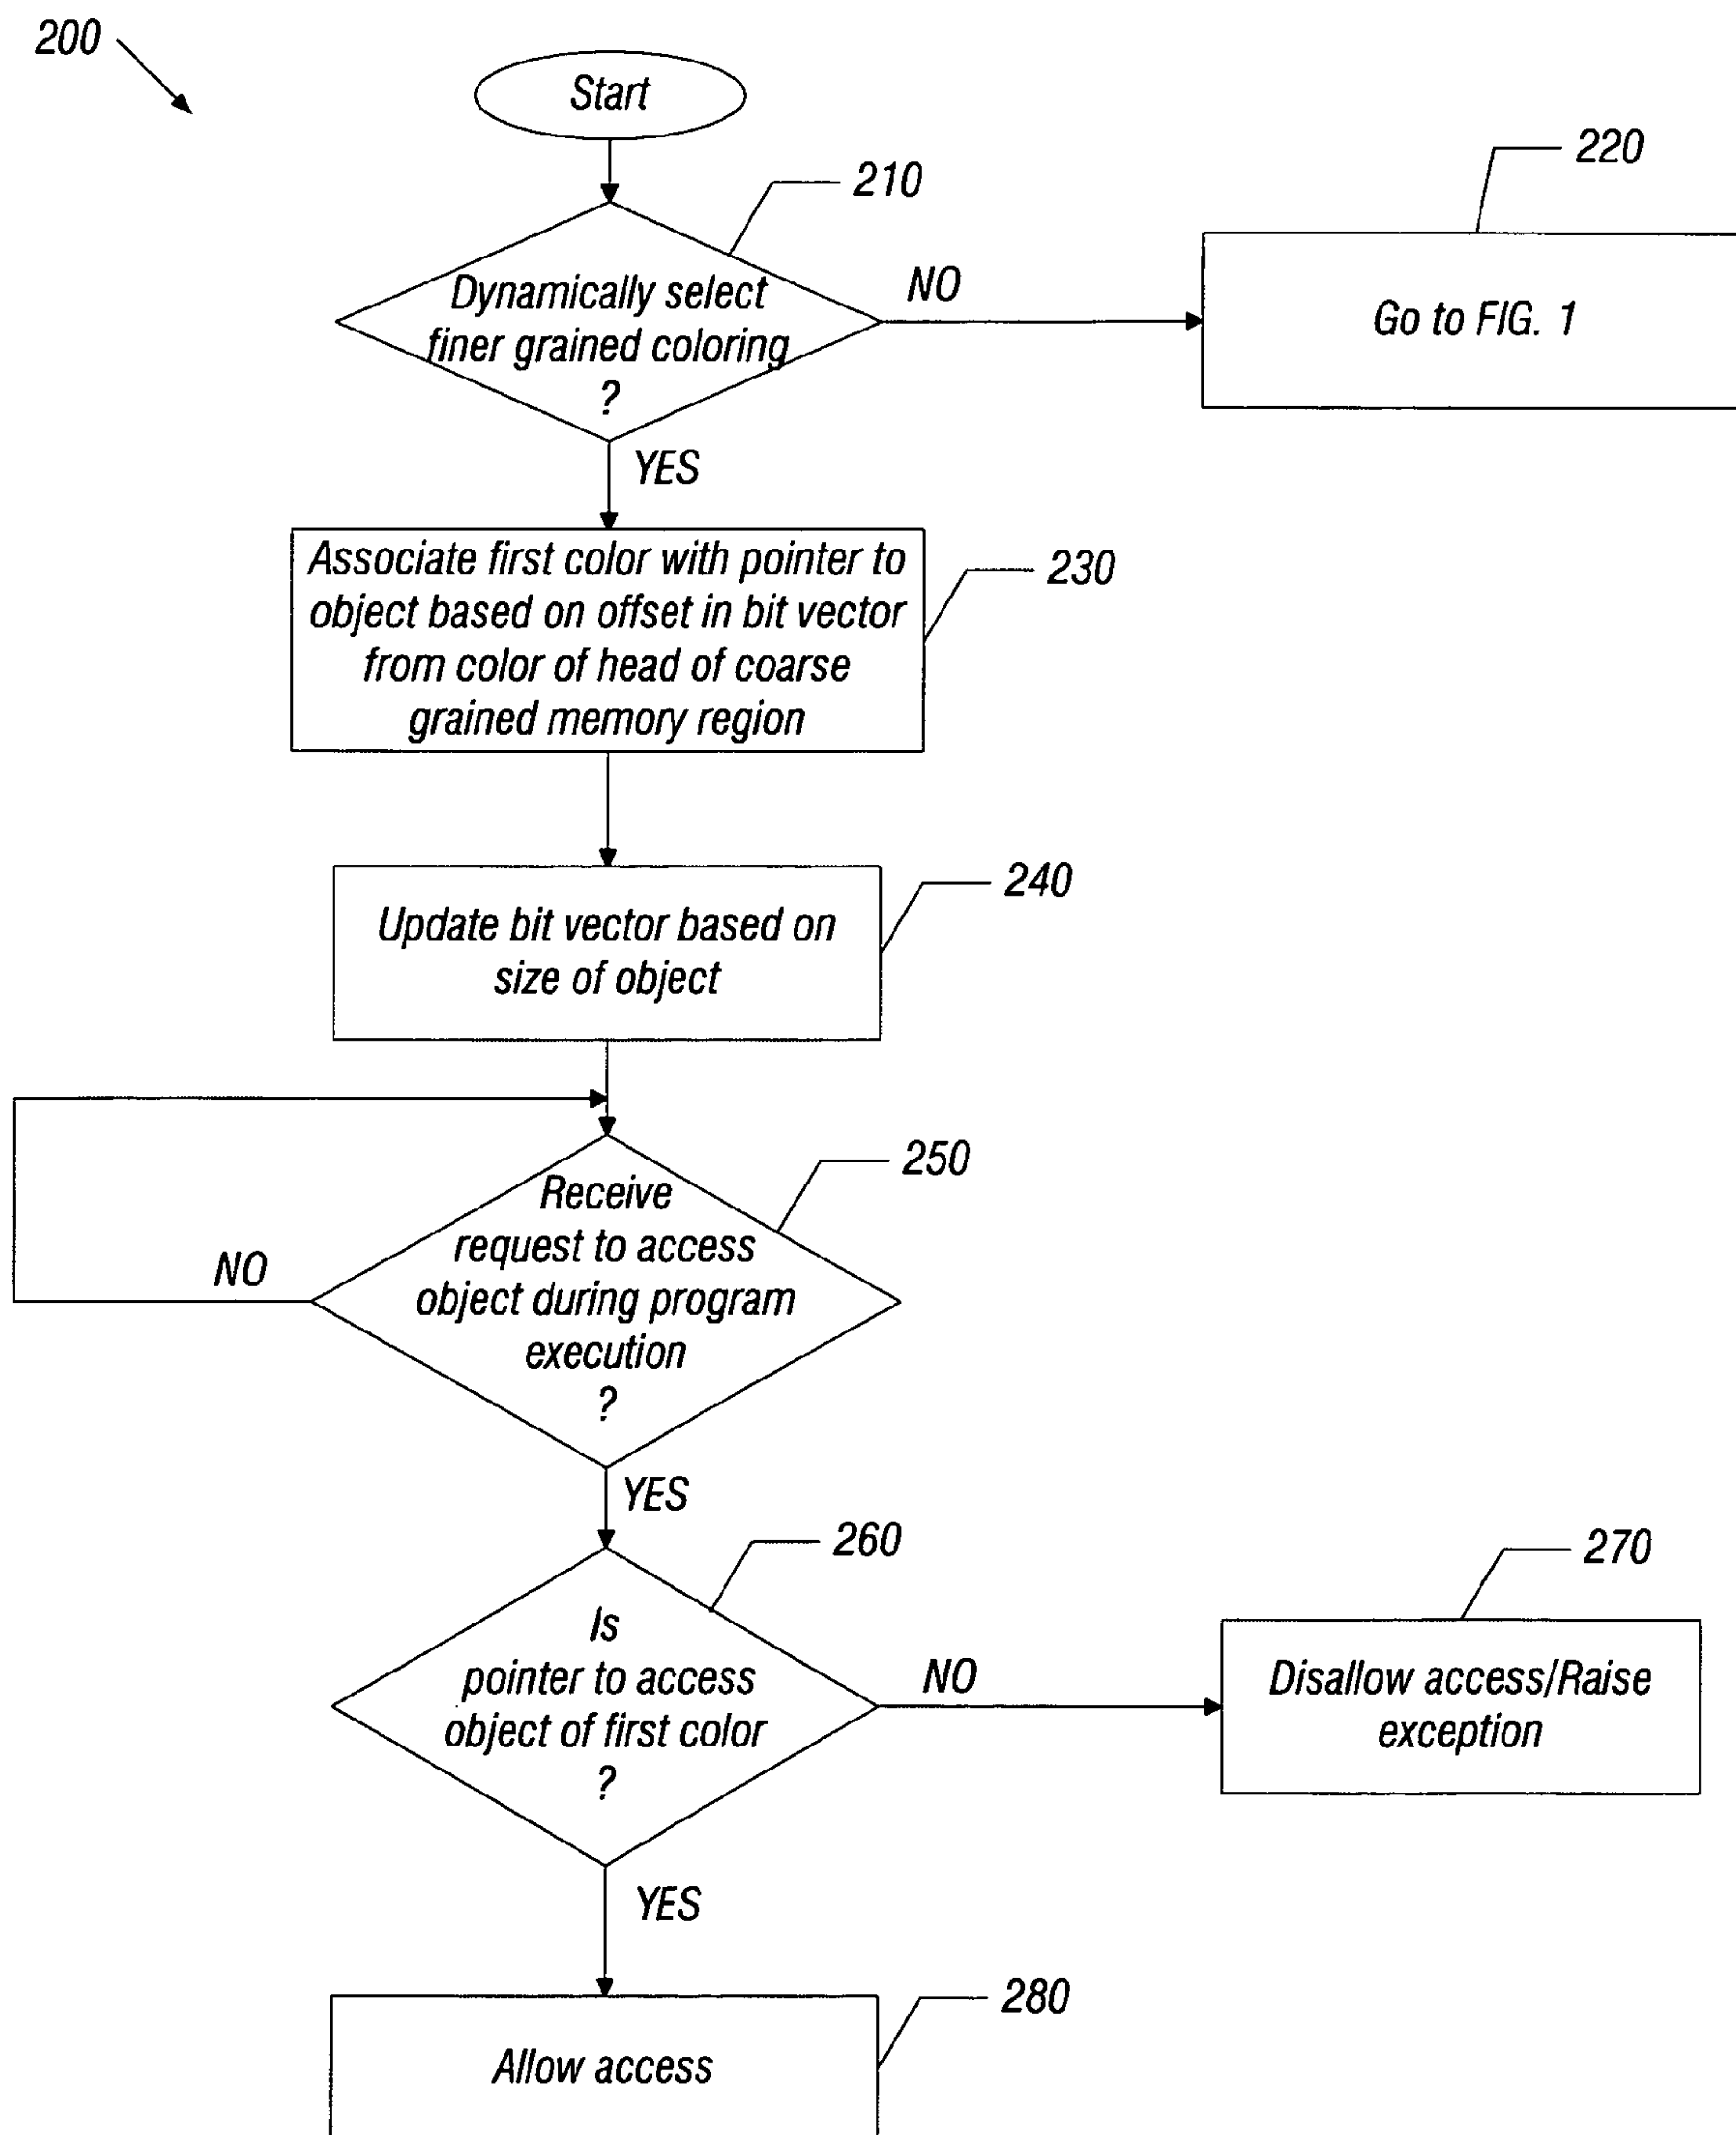 200
Start
210
220
Dynamically select
finer grained coloring
?
NO
Go to FIG. 1
YES
Associate first color with pointer to
object based on offset in bit vector
from color of head of coarse
grained memory region
230
Update bit vector based on
size of object
240
Receive
request to access
object during program
execution
?
250
NO
YES
260
270
Is
pointer to access
object of first color
?
NO
Disallow access/Raise
exception
YES
280
Allow access